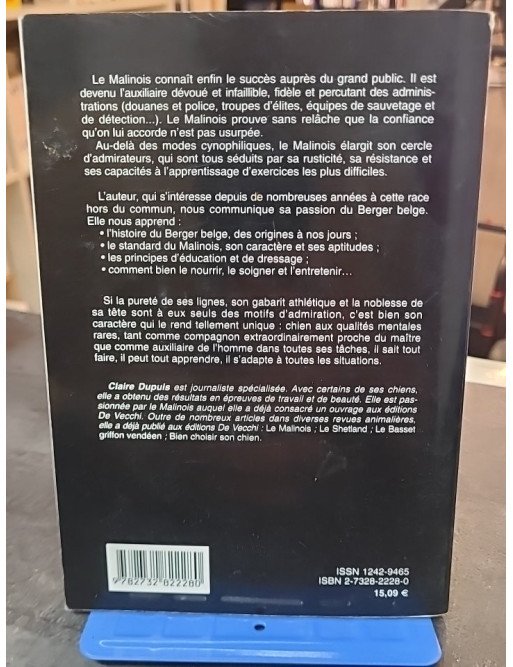 Le Malinois connaît enfin le succès auprès du grand public. Il est
devenu l'auxiliaire dévoué et infaillible, fidèle et percutant des adminis-
trations (douanes et police, troupes d'élites, équipes de sauvetage et
de détection...). Le Malinois prouve sans relâche que la confiance
qu'on lui accorde n'est pas usurpée.
Au-delà des modes cynophiliques, le Malinois élargit son cercle
d'admirateurs, qui sont tous séduits par sa rusticité, sa résistance et
ses capacités à l'apprentissage d'exercices les plus difficiles.
L'auteur, qui s'intéresse depuis de nombreuses années à cette race
hors du commun, nous communique sa passion du Berger belge.
Elle nous apprend :
• l'histoire du Berger belge, des origines à nos jours ;
• le standard du Malinois, son caractère et ses aptitudes ;
• les principes d'éducation et de dressage ;
• comment bien le nourrir, le soigner et l'entretenir...
Si la pureté de ses lignes, son gabarit athlétique et la noblesse de
sa tête sont à eux seuls des motifs d'admiration, c'est bien son
caractère qui le rend tellement unique : chien aux qualités mentales
rares, tant comme compagnon extraordinairement proche du maître
que comme auxiliaire de l'homme dans toutes ses tâches, il sait tout
faire, il peut tout apprendre, il s'adapte à toutes les situations.
Claire Dupuis est journaliste spécialisée. Avec certains de ses chiens,
elle a obtenu des résultats en épreuves de travail et de beauté. Elle est pas-
sionnée par le Malinois auquel elle a déjà consacré un ouvrage aux éditions
De Vecchi. Outre de nombreux articles dans diverses revues animalières,
elle a déjà publié aux éditions De Vecchi : Le Malinois ; Le Shetland ; Le Basset
griffon vendéen ; Bien choisir son chien.
9782732822280
ISSN 1242-9465
ISBN 2-7328-2228-0
15,09 €